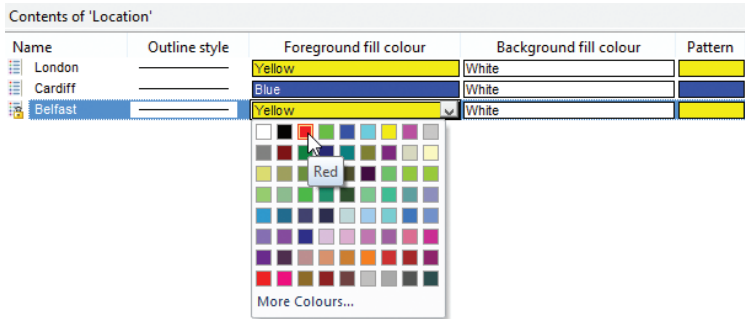 Contents of 'Location'
Name Outline style Foreground fill colour Background fill colour Pattern
London Yellow White
Cardiff Blue White
Belfast Yellow White
Red
More Colours...